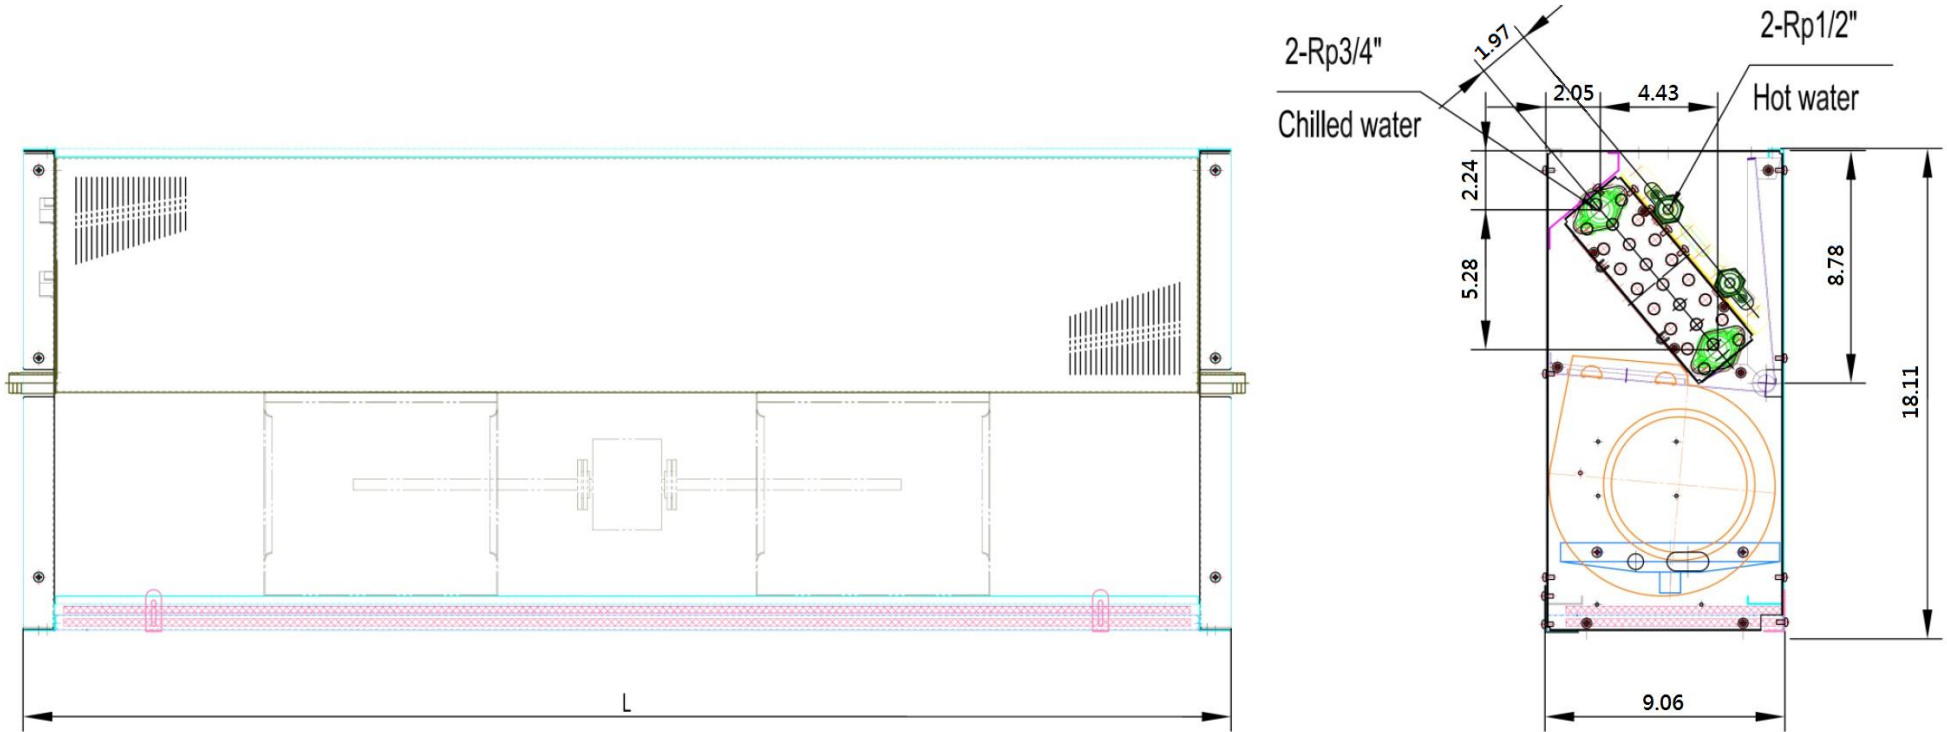 2-Rp3/4"
Chilled water
1.97
2-Rp1/2"
Hot water
2.05
4.43
2.24
5.28
8.78
18.11
9.06
L